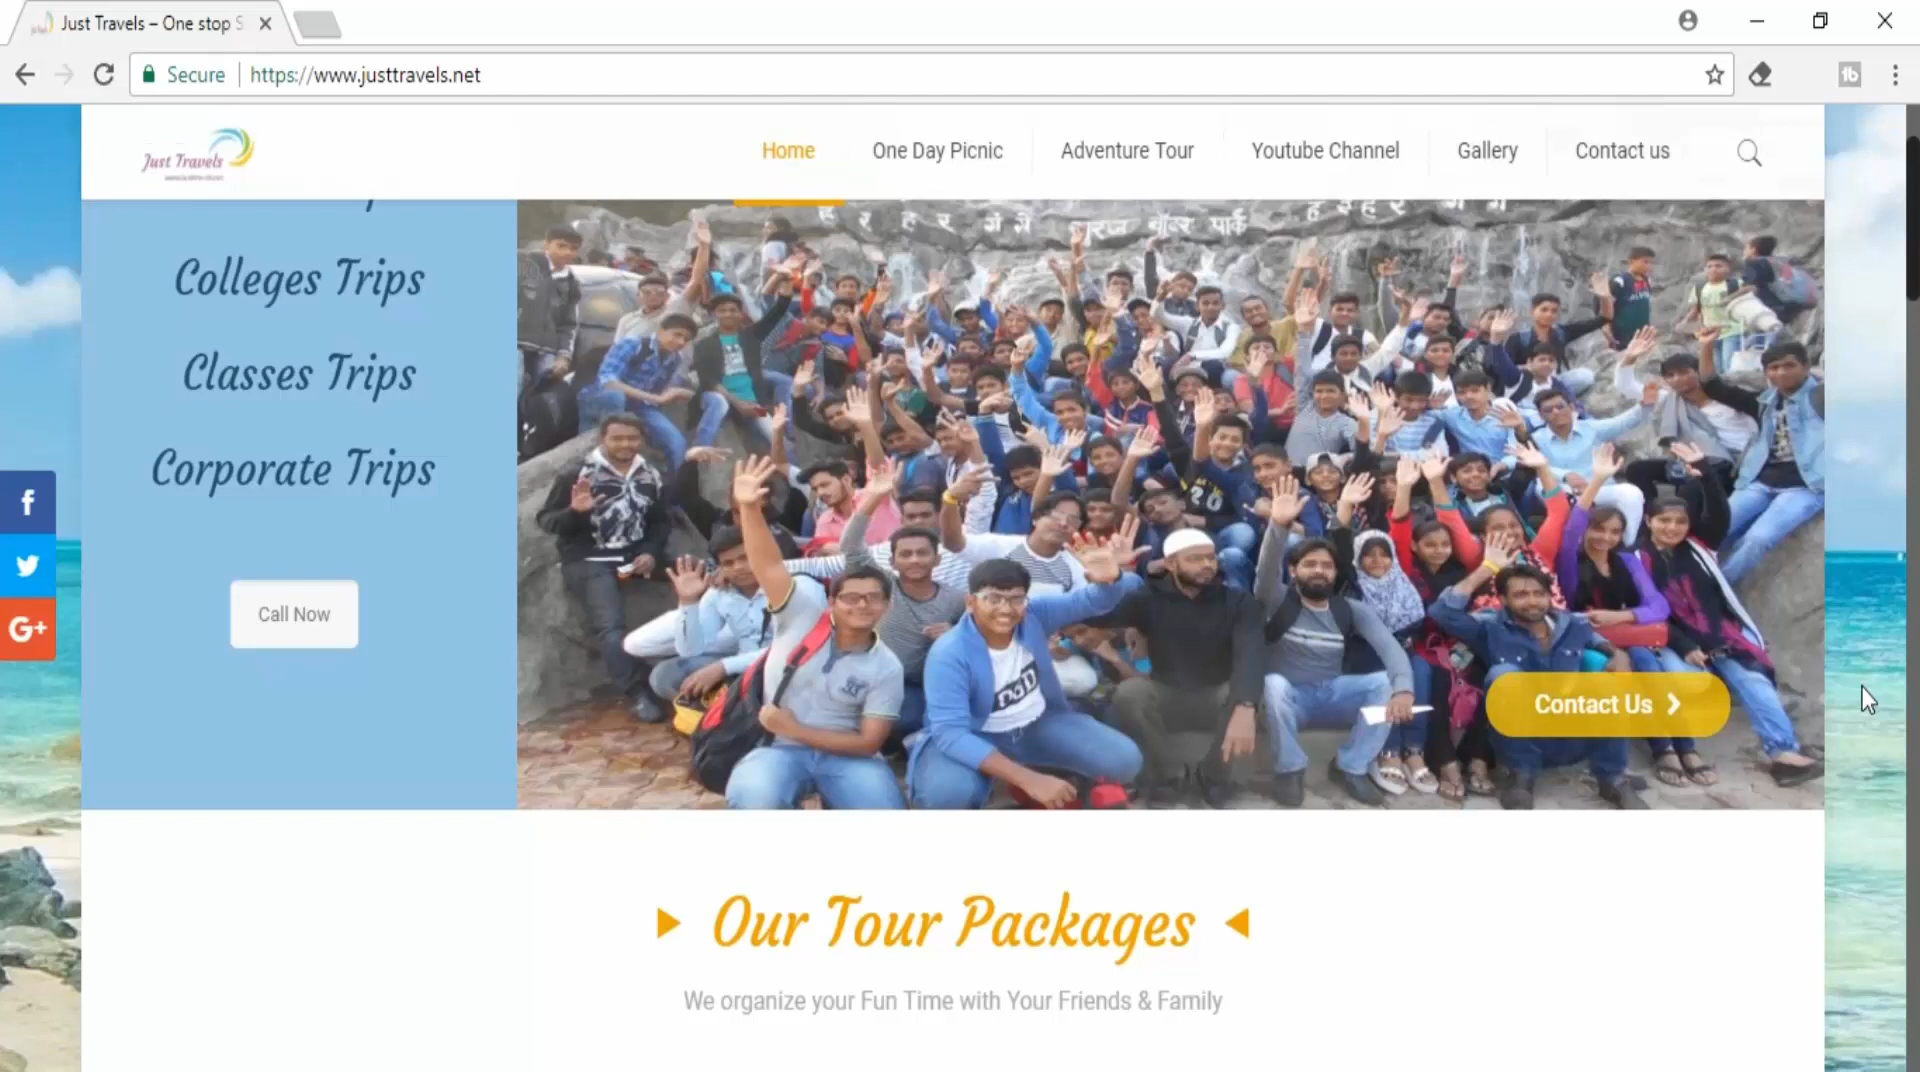 Just Travels – One stop S
Secure
https://www.justtravels.net
Just Travels
Home
One Day Picnic
Adventure Tour
Youtube Channel
Gallery
Contact us
Colleges Trips
Classes Trips
Corporate Trips
Call Now
वॉटर पार्क
20
f
G+
Contact Us
Our Tour Packages
We organize your Fun Time with Your Friends & Family